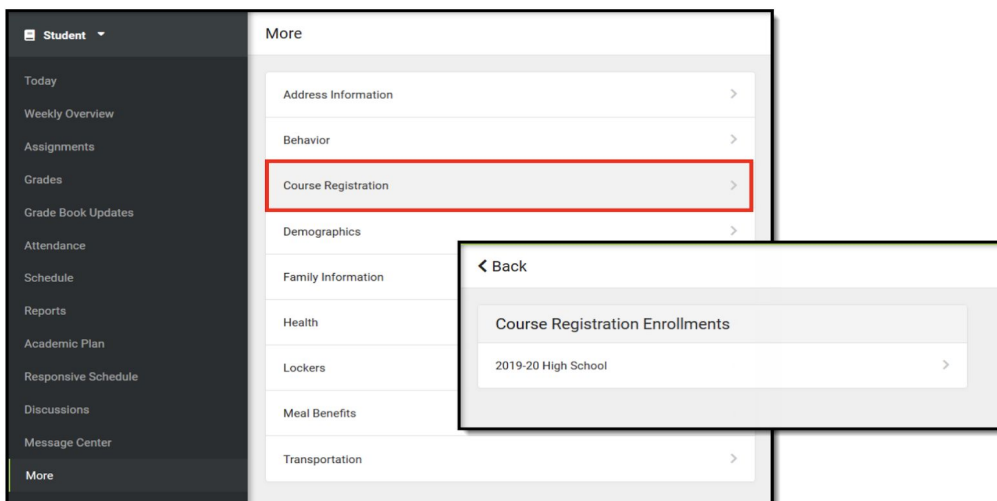 Student
Today
Weekly Overview
Assignments
Grades
Grade Book Updates
Attendance
Schedule
Reports
Academic Plan
Responsive Schedule
Discussions
Message Center
More
More
Address Information
Behavior
Course Registration
Demographics
Family Information
Health
Lockers
Meal Benefits
Transportation
Back
Course Registration Enrollments
2019-20 High School